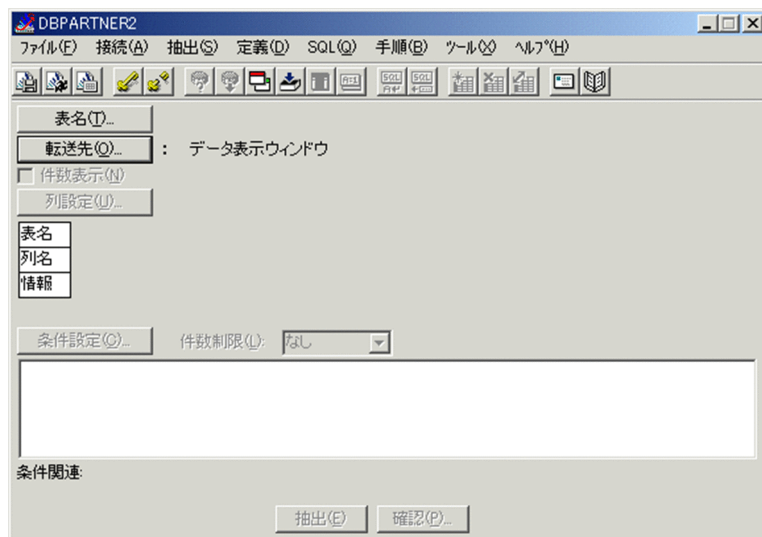 DBPARTNER2
ファイル(F) 接続(A) 抽出(S) 定義(D) SQL(Q) 手順(B) ツール(X) ヘルプ(H)
表名(T)...
転送先(O)... : データ表示ウィンドウ
件数表示(N)
列設定(U)...
表名
列名
情報
条件設定(C)... 件数制限(L): なし
条件関連:
抽出(E) 確認(P)...